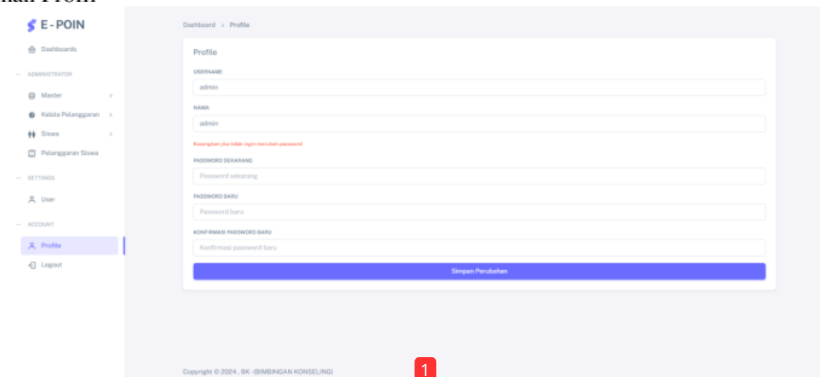 E - POIN
Dashboards
ADMINISTRATOR
Master
Kelola Pelanggaran
Siswa
Pelanggaran Siswa
SETTINGS
User
ACCOUNT
Profile
Logout
Dashboard > Profile
Profile
USERNAME
admin
NAMA
admin
Kosongkan jika tidak ingin merubah password
PASSWORD SEKARANG
Password sekarang
PASSWORD BARU
Password baru
KONFIRMASI PASSWORD BARU
Konfirmasi password baru
Simpan Perubahan
Copyright © 2024 , BK -(BIMBINGAN KONSELING)
1